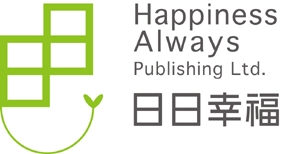 Happiness
Always
Publishing Ltd.
日日幸福